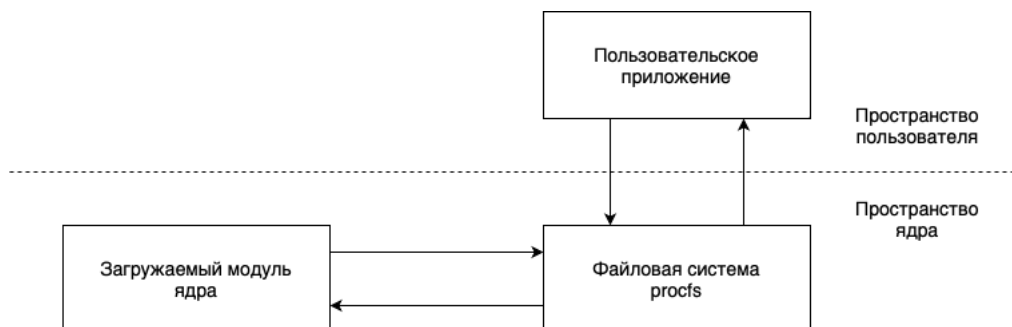 Пользовательское
приложение
Пространство
пользователя
Пространство
ядра
Загружаемый модуль
ядра
Файловая система
procfs